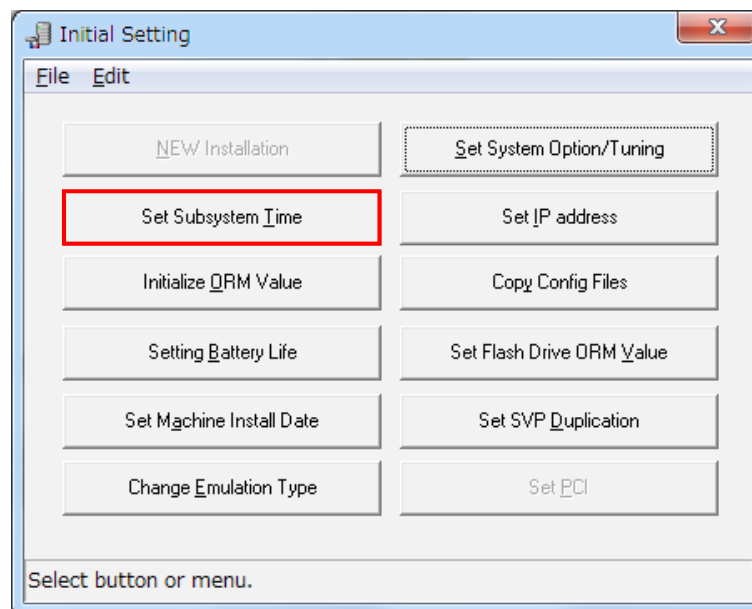 Initial Setting
File Edit
NEW Installation
Set System Option/Tuning
Set Subsystem Time
Set IP address
Initialize ORM Value
Copy Config Files
Setting Battery Life
Set Flash Drive ORM Value
Set Machine Install Date
Set SVP Duplication
Change Emulation Type
Set PCI
Select button or menu.